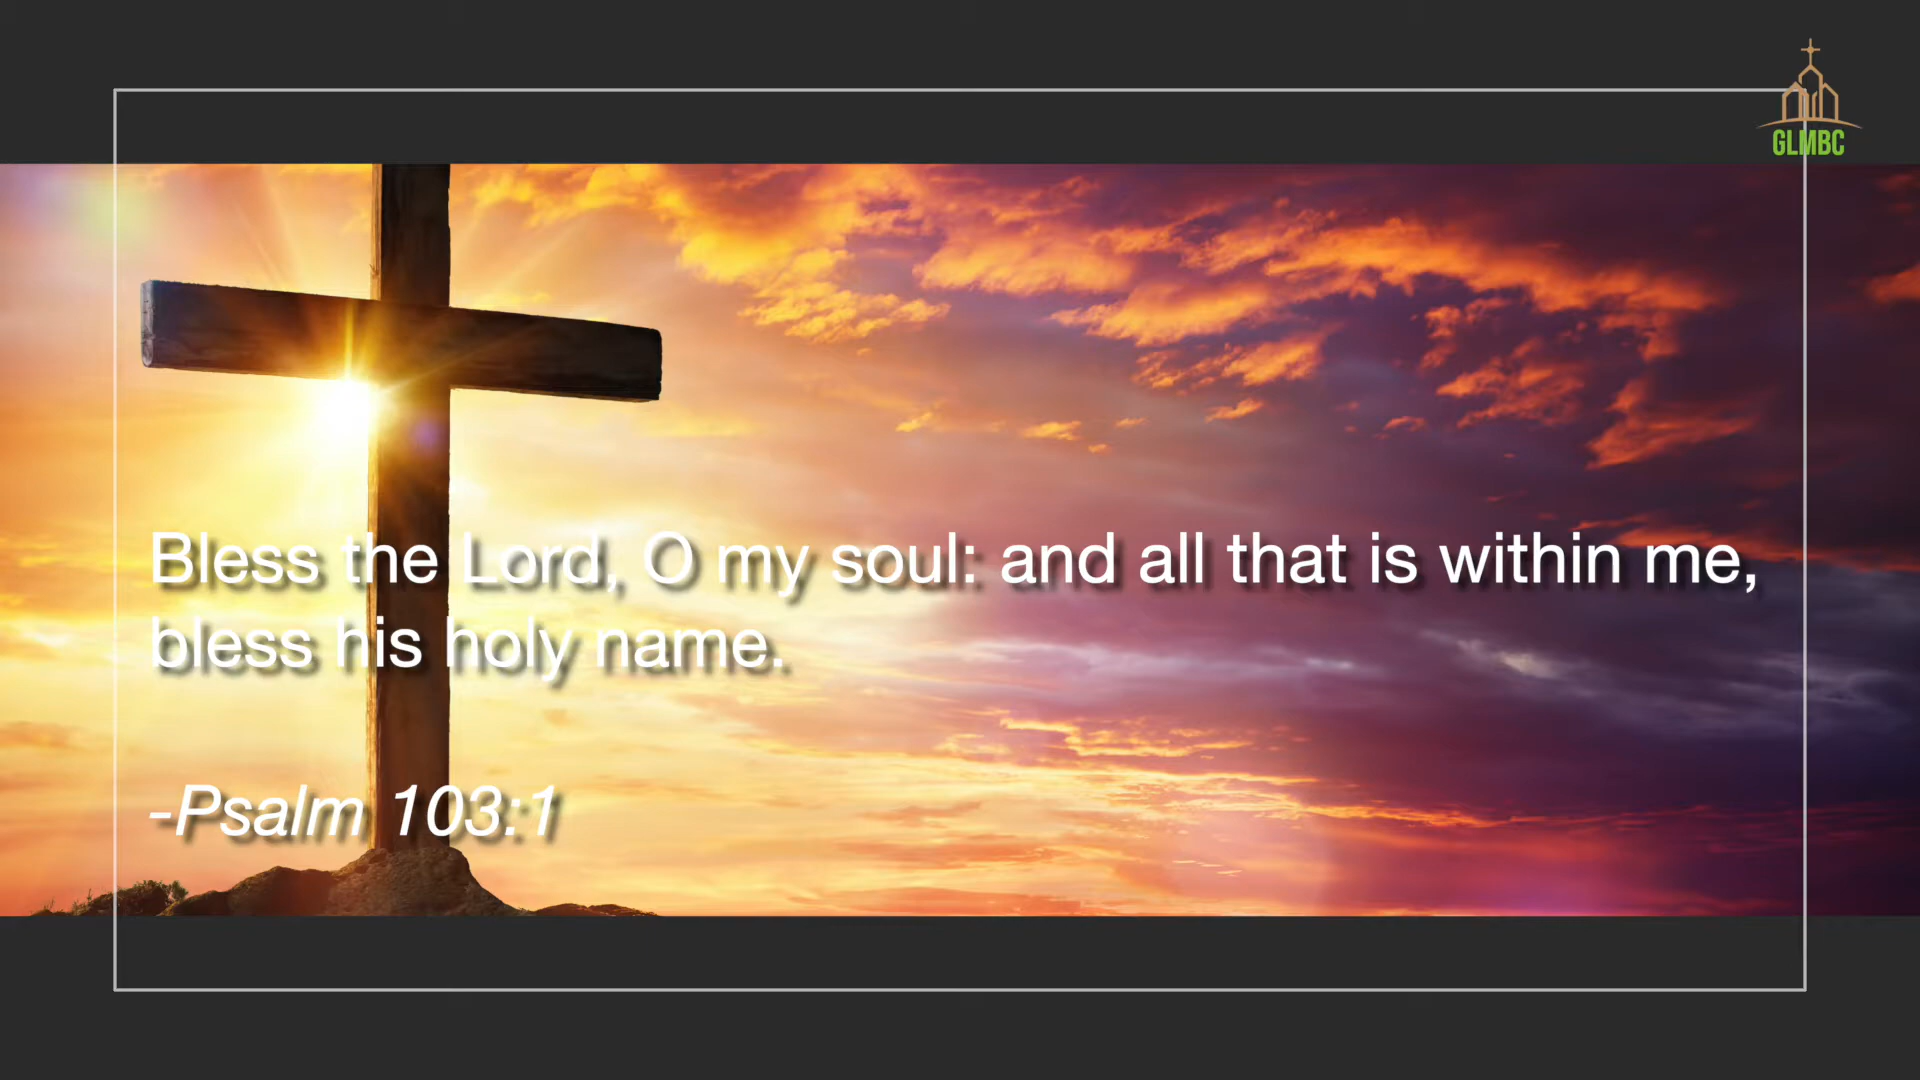 GLMBC
Bless the Lord, O my soul: and all that is within me,
bless his holy name.
-Psalm 103:1